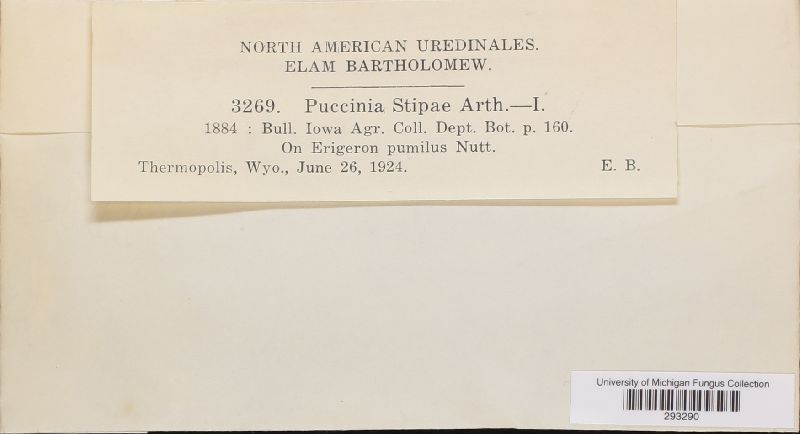 NORTH AMERICAN UREDINALES.
ELAM BARTHOLOMEW.
3269. Puccinia Stipae Arth.—I.
1884 : Bull. Iowa Agr. Coll. Dept. Bot. p. 160.
On Erigeron pumilus Nutt.
Thermopolis, Wyo., June 26, 1924. E. B.
University of Michigan Fungus Collection
293290